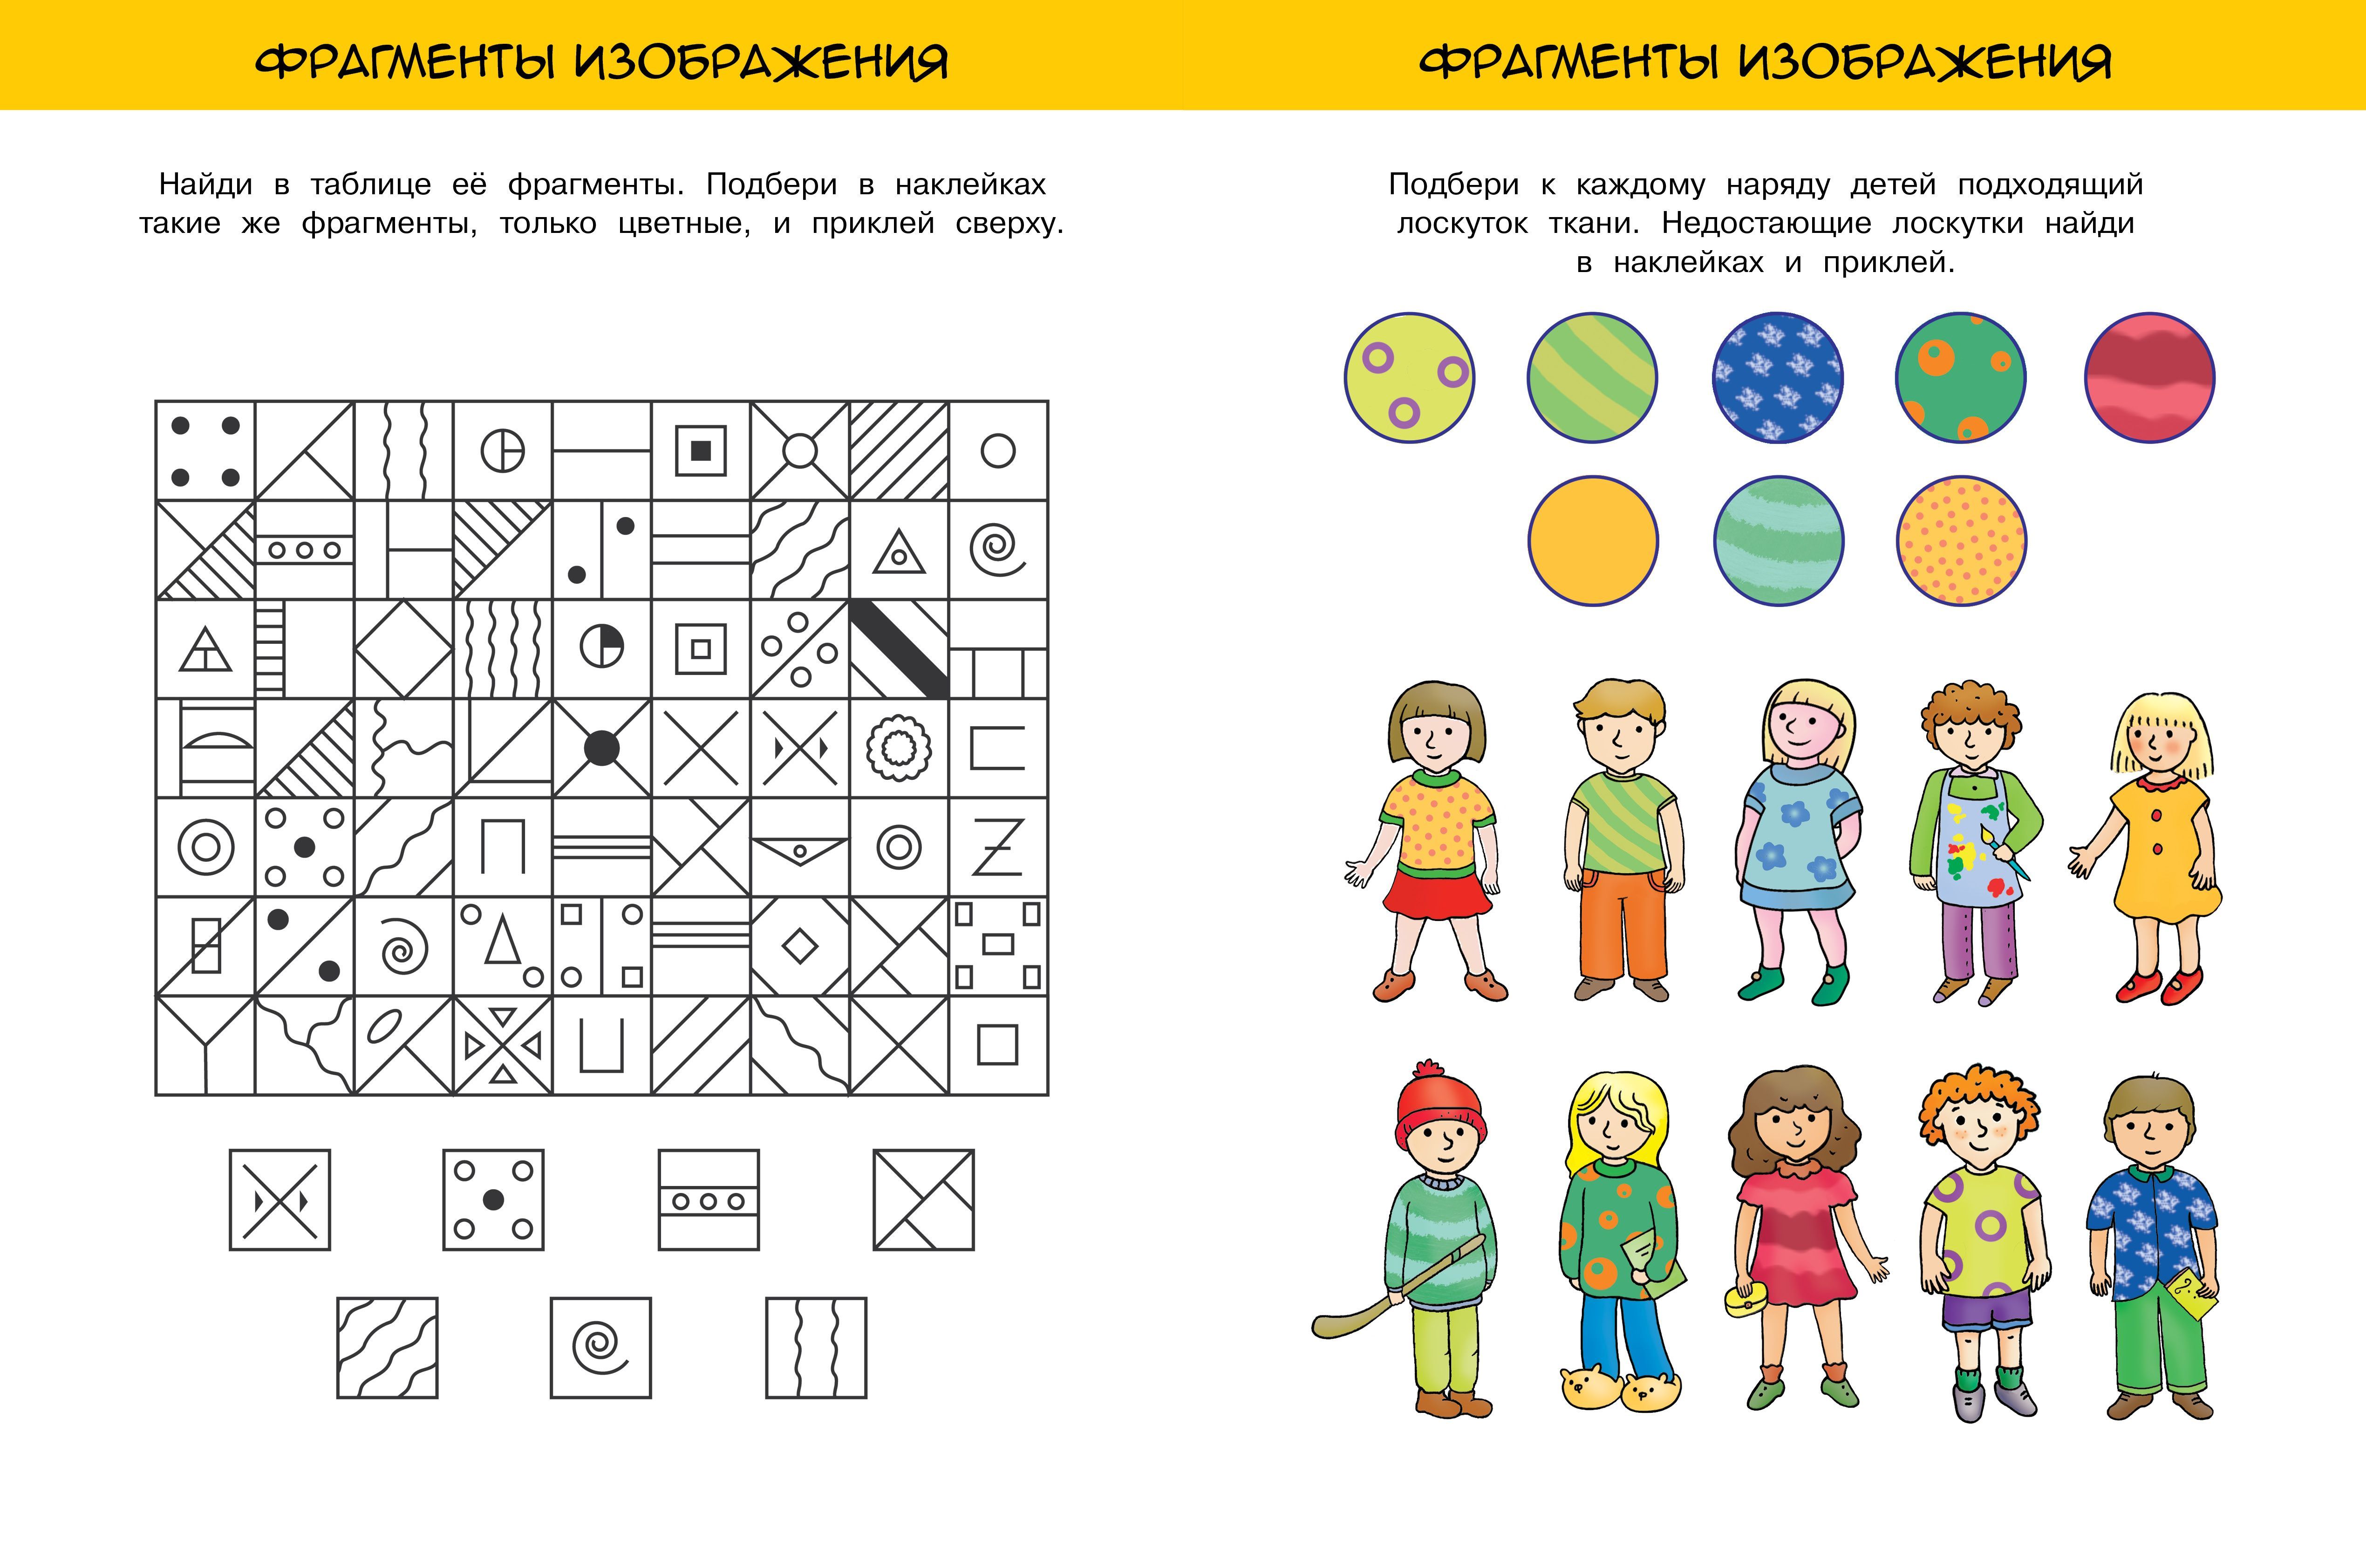 ФРАГМЕНТЫ ИЗОБРАЖЕНИЯ
Найди в таблице её фрагменты. Подбери в наклейках
такие же фрагменты, только цветные, и приклей сверху.
ФРАГМЕНТЫ ИЗОБРАЖЕНИЯ
Подбери к каждому наряду детей подходящий
лоскуток ткани. Недостающие лоскутки найди
в наклейках и приклей.